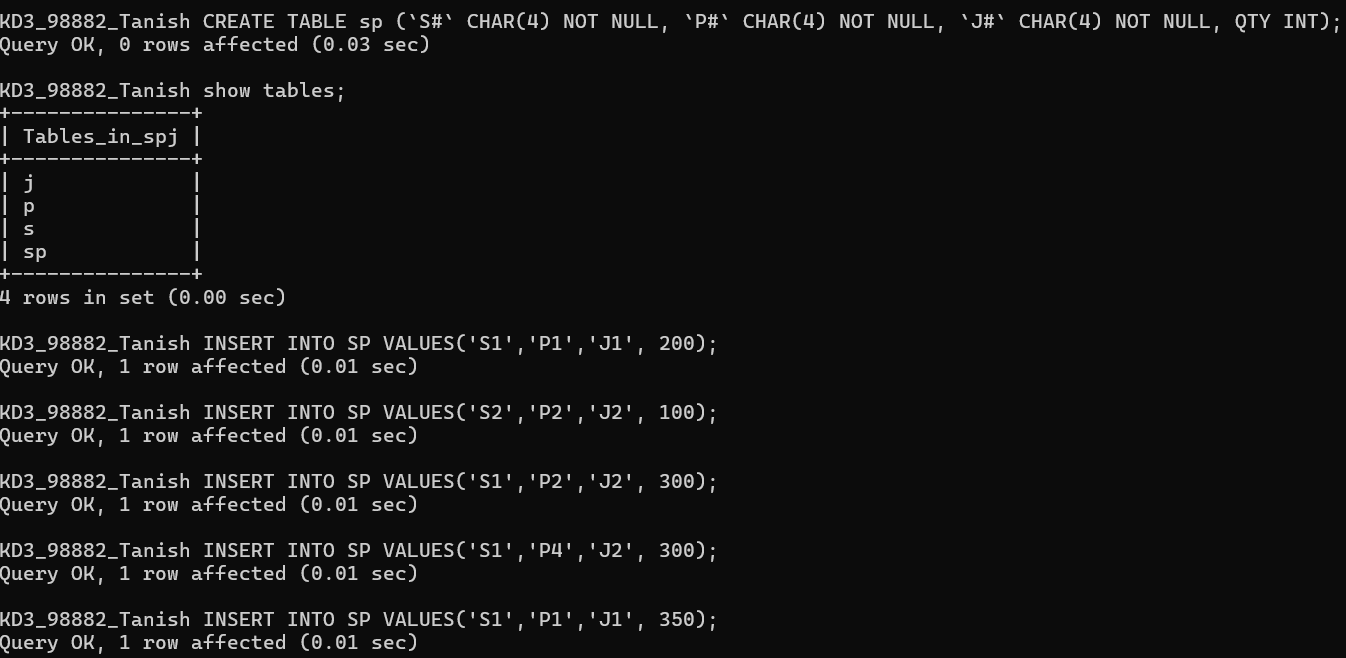 KD3_98882_Tanish CREATE TABLE sp (`S#` CHAR(4) NOT NULL, `P#` CHAR(4) NOT NULL, `J#` CHAR(4) NOT NULL, QTY INT);
Query OK, 0 rows affected (0.03 sec)

KD3_98882_Tanish show tables;
+---------------+
| Tables_in_spj |
+---------------+
| j             |
| p             |
| s             |
| sp            |
+---------------+
4 rows in set (0.00 sec)

KD3_98882_Tanish INSERT INTO SP VALUES('S1','P1','J1', 200);
Query OK, 1 row affected (0.01 sec)

KD3_98882_Tanish INSERT INTO SP VALUES('S2','P2','J2', 100);
Query OK, 1 row affected (0.01 sec)

KD3_98882_Tanish INSERT INTO SP VALUES('S1','P2','J2', 300);
Query OK, 1 row affected (0.01 sec)

KD3_98882_Tanish INSERT INTO SP VALUES('S1','P4','J2', 300);
Query OK, 1 row affected (0.01 sec)

KD3_98882_Tanish INSERT INTO SP VALUES('S1','P1','J1', 350);
Query OK, 1 row affected (0.01 sec)